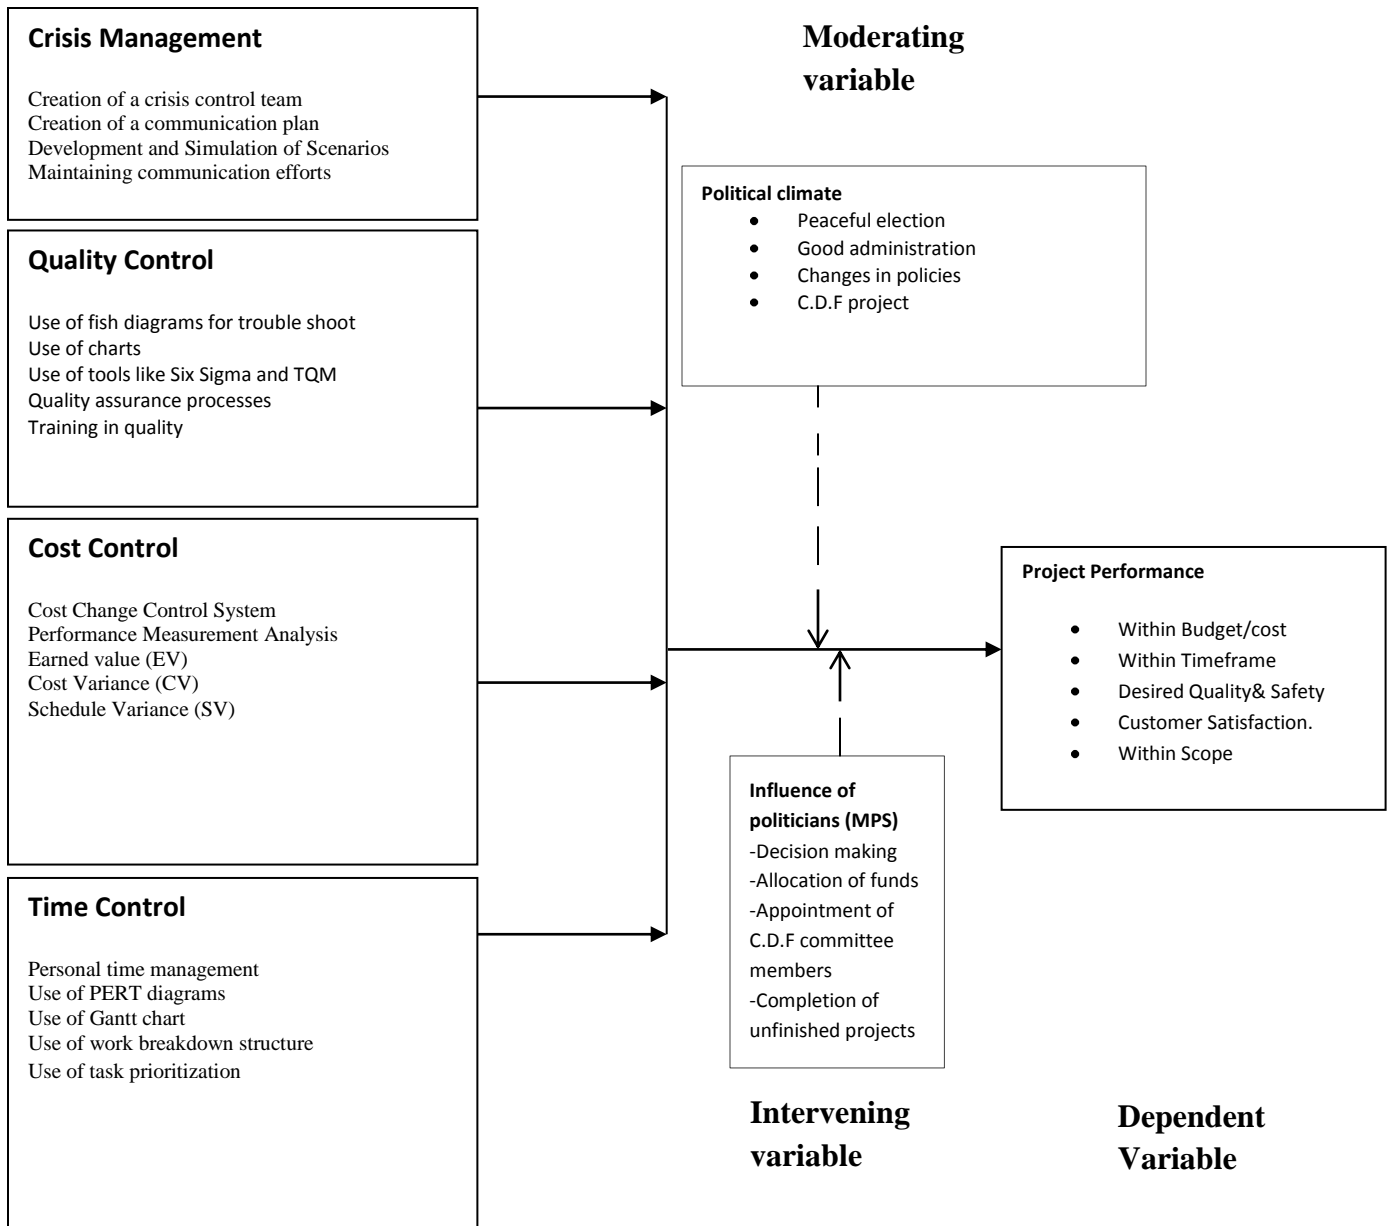 Crisis Management
Creation of a crisis control team
Creation of a communication plan
Development and Simulation of Scenarios
Maintaining communication efforts
Quality Control
Use of fish diagrams for trouble shoot
Use of charts
Use of tools like Six Sigma and TQM
Quality assurance processes
Training in quality
Cost Control
Cost Change Control System
Performance Measurement Analysis
Earned value (EV)
Cost Variance (CV)
Schedule Variance (SV)
Time Control
Personal time management
Use of PERT diagrams
Use of Gantt chart
Use of work breakdown structure
Use of task prioritization
Moderating
variable
Political climate
• Peaceful election
• Good administration
• Changes in policies
• C.D.F project
Influence of
politicians (MPS)
-Decision making
-Allocation of funds
-Appointment of
C.D.F committee
members
-Completion of
unfinished projects
Intervening
variable
Project Performance
• Within Budget/cost
• Within Timeframe
• Desired Quality& Safety
• Customer Satisfaction.
• Within Scope
Dependent
Variable